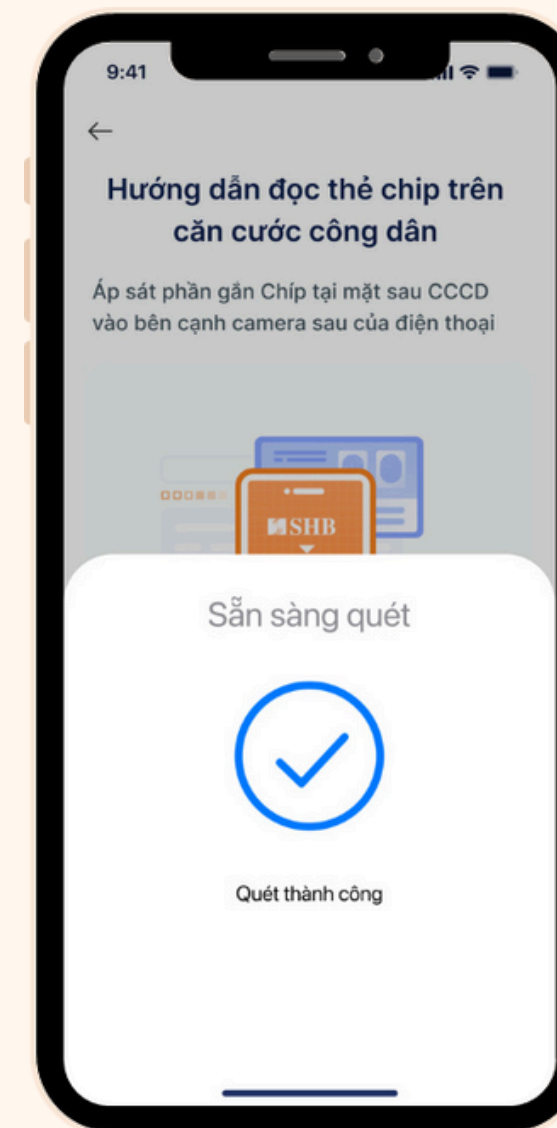 9:41
Hướng dẫn đọc thẻ chip trên
căn cước công dân
Áp sát phần gắn Chíp tại mặt sau CCCD
vào bên cạnh camera sau của điện thoại
SHB
Sẵn sàng quét
Quét thành công